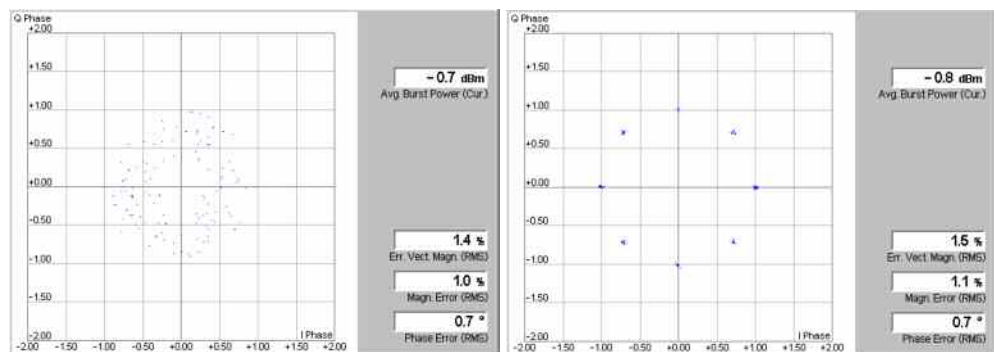 Q Phase
+2.00
+1.50
+1.00
+0.50
+0.00
-0.50
-1.00
-1.50
-2.00
-2.00 -1.50 -1.00 -0.50 +0.00 +0.50 +1.00 +1.50 +2.00
I Phase
-0.7 dBm
Avg. Burst Power (Cur.)
1.4 %
Err. Vect. Magn. (RMS)
1.0 %
Magn. Error (RMS)
0.7 °
Phase Error (RMS)
Q Phase
+2.00
+1.50
+1.00
+0.50
+0.00
-0.50
-1.00
-1.50
-2.00
-2.00 -1.50 -1.00 -0.50 +0.00 +0.50 +1.00 +1.50 +2.00
I Phase
-0.8 dBm
Avg. Burst Power (Cur.)
1.5 %
Err. Vect. Magn. (RMS)
1.1 %
Magn. Error (RMS)
0.7 °
Phase Error (RMS)